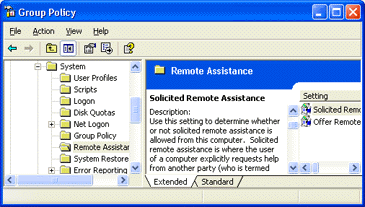 Group Policy
File Action View Help
System
User Profiles
Scripts
Logon
Disk Quotas
Net Logon
Group Policy
Remote Assistar
System Restore
Error Reporting
Remote Assistance
Solicited Remote Assistance
Description:
Use this setting to determine whether
or not solicited remote assistance is
allowed from this computer. Solicited
remote assistance is where the user
of a computer explicitly requests help
from another party (who is termed
Setting
Solicited Remo
Offer Remote
Extended Standard